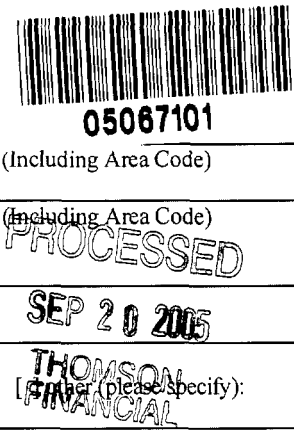 05067101
(Including Area Code)
(Including Area Code)
PROCESSED
SEP 20 2005
THOMSON
[ ] other (please specify):
FINANCIAL